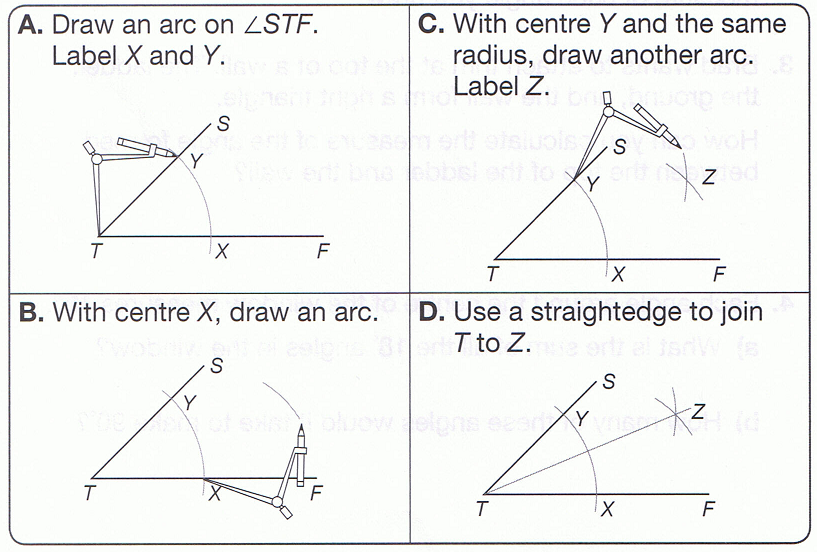 A. Draw an arc on ∠STF.
Label X and Y.
S
Y
T
X
F
B. With centre X, draw an arc.
S
Y
T
X
F
C. With centre Y and the same
radius, draw another arc.
Label Z.
S
Y
Z
T
X
F
D. Use a straightedge to join
T to Z.
S
Y
Z
T
X
F